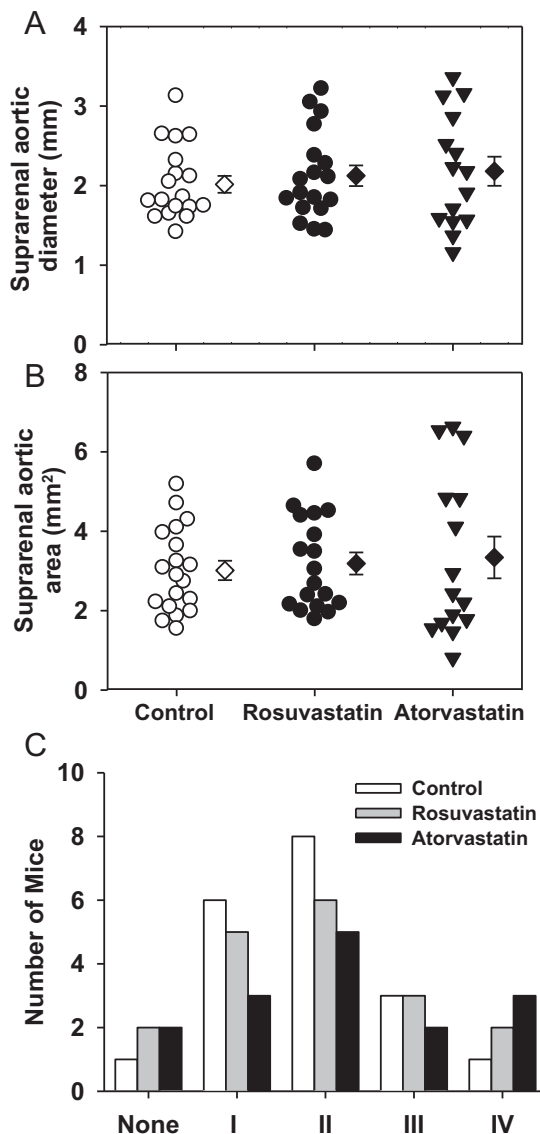 A
Suprarenal aortic
diameter (mm)
4
3
2
1
0
B
Suprarenal aortic
area (mm²)
8
6
4
2
0
Control Rosuvastatin Atorvastatin
C
Number of Mice
10
8
6
4
2
0
Control
Rosuvastatin
Atorvastatin
None I II III IV